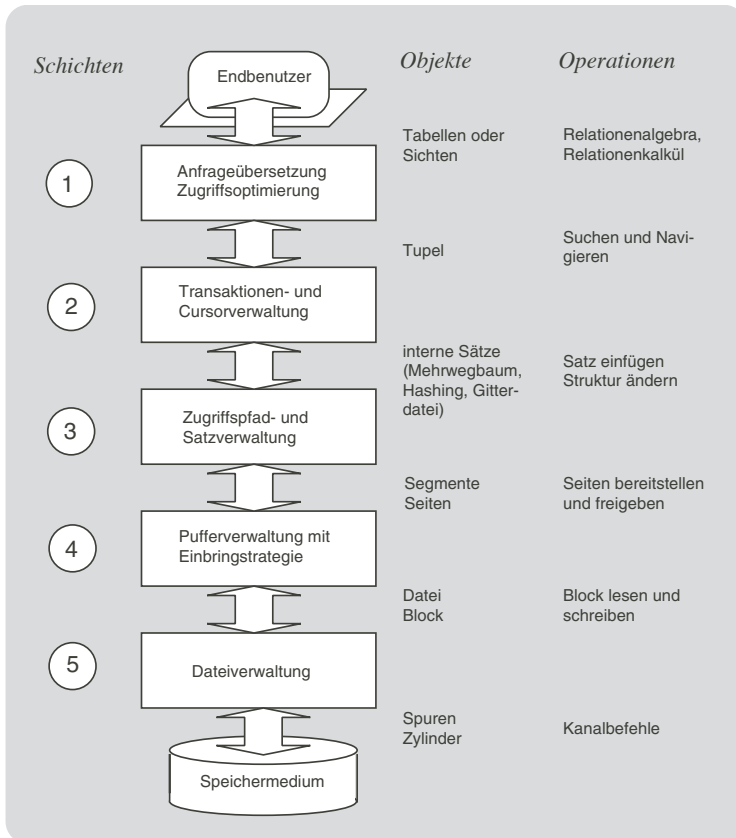 Schichten
Objekte
Operationen
Endbenutzer
Tabellen oder
Sichten
Relationenalgebra,
Relationenkalkül
1
Anfrageübersetzung
Zugriffsoptimierung
Tupel
Suchen und Navi-
gieren
2
Transaktionen- und
Cursorverwaltung
interne Sätze
(Mehrwegbaum,
Hashing, Gitter-
datei)
Satz einfügen
Struktur ändern
3
Zugriffspfad- und
Satzverwaltung
Segmente
Seiten
Seiten bereitstellen
und freigeben
4
Pufferverwaltung mit
Einbringstrategie
Datei
Block
Block lesen und
schreiben
5
Dateiverwaltung
Spuren
Zylinder
Kanalbefehle
Speichermedium